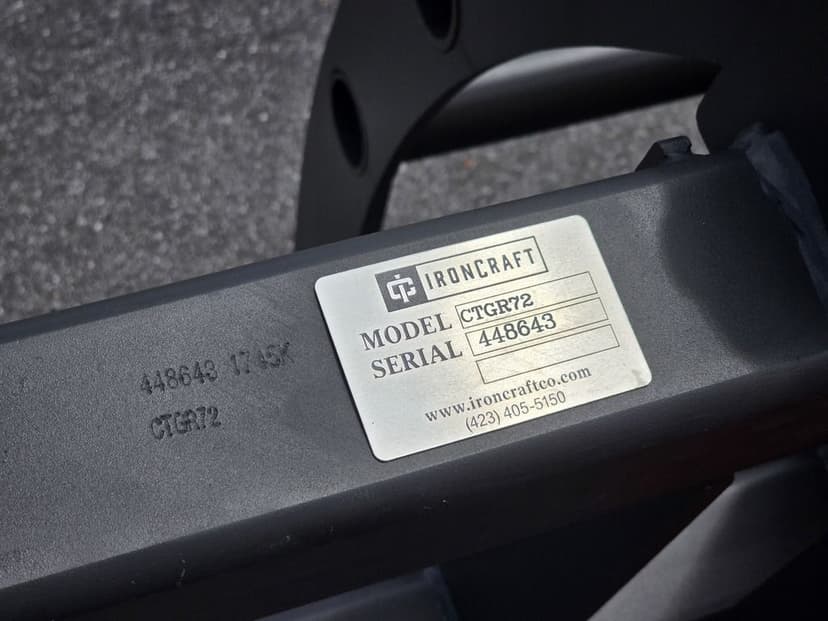 IRONCRAFT
MODEL CTGR72
SERIAL 448643
www.ironcraftco.com
(423) 405-5150
448643 1745K
CTGR72